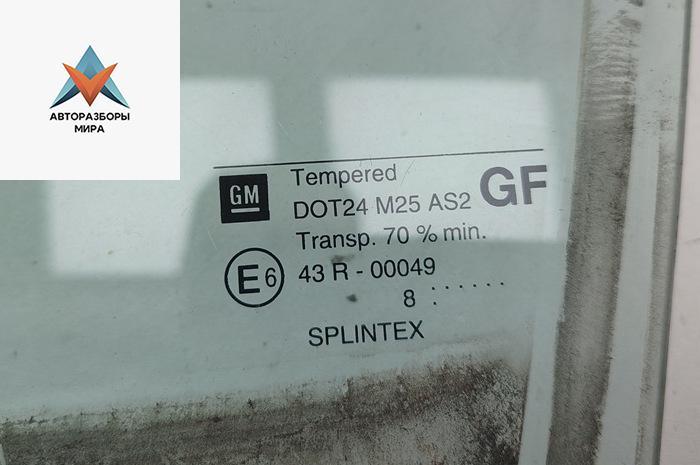 АВТОРАЗБОРЫ
МИРА
GM
Tempered
GF
DOT24 M25 AS2
Transp. 70 % min.
E6
43 R - 00049
8 .......
SPLINTEX